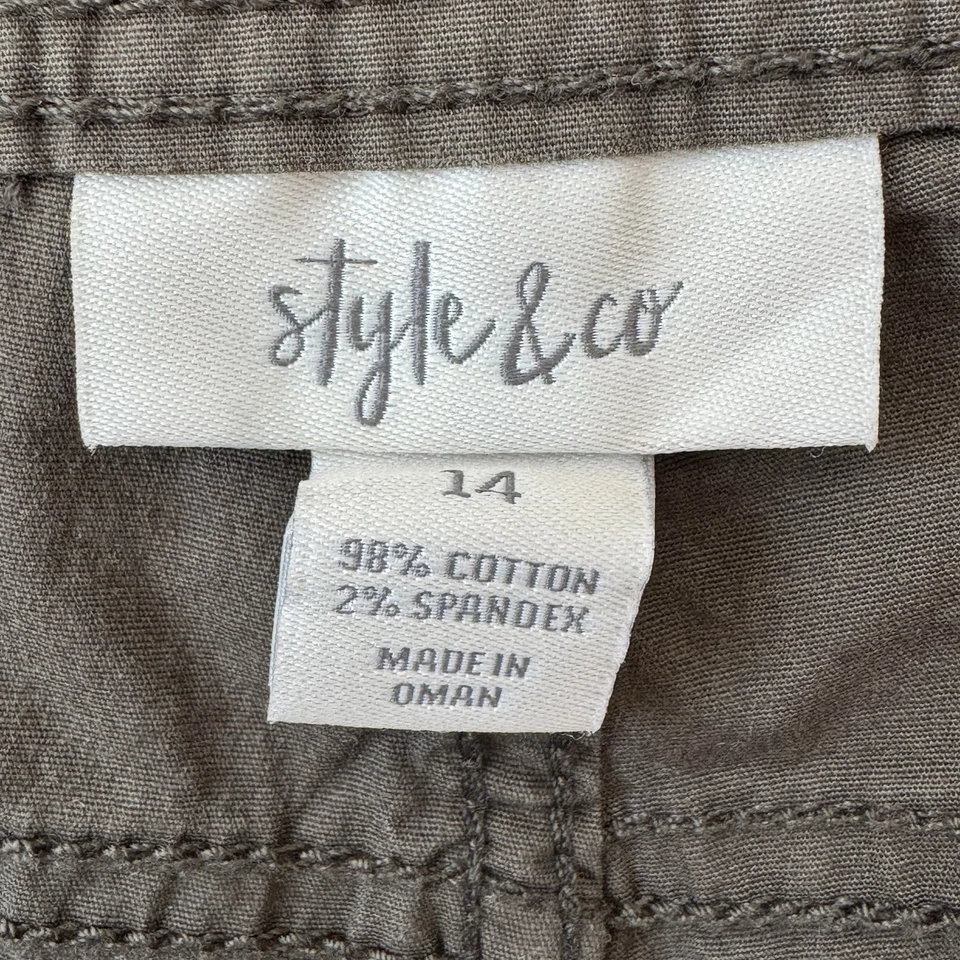 style & co
14
98% COTTON
2% SPANDEX
MADE IN
OMAN